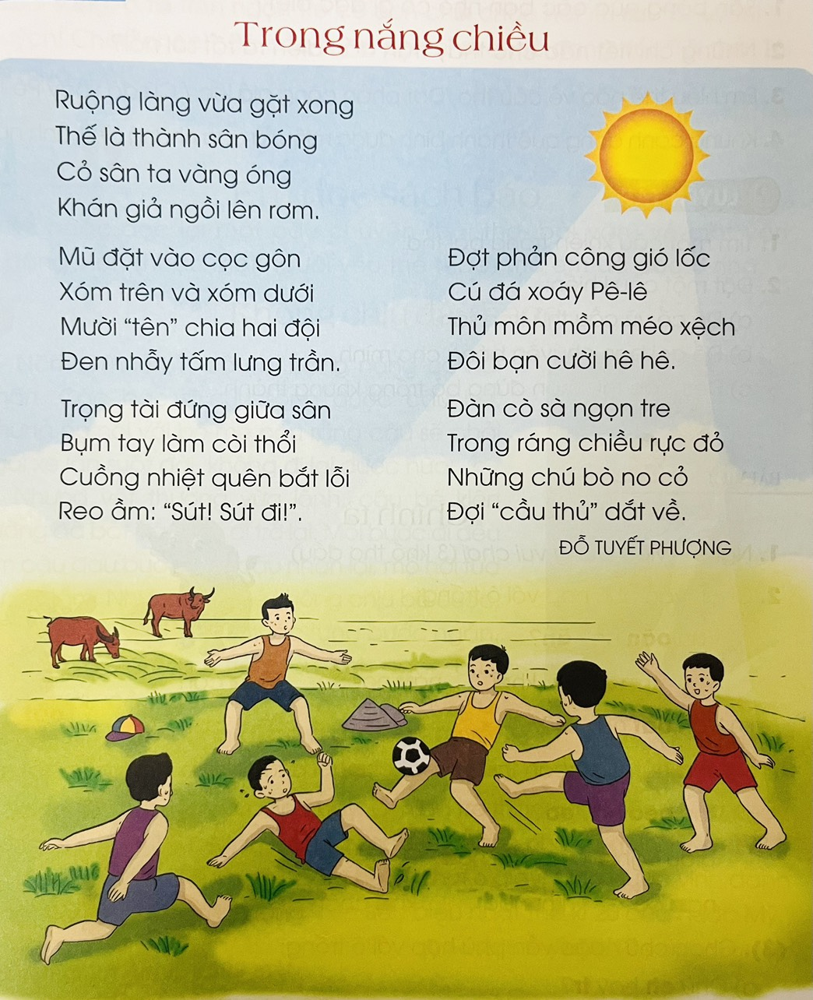 Trong nắng chiều
Ruộng làng vừa gặt xong
Thế là thành sân bóng
Cỏ sân ta vàng óng
Khán giả ngồi lên rơm.
Mũ đặt vào cọc gôn
Xóm trên và xóm dưới
Mười “tên” chia hai đội
Đen nhẫy tấm lưng trần.
Trọng tài đứng giữa sân
Bụm tay làm còi thổi
Cuồng nhiệt quên bắt lỗi
Reo ầm: “Sút! Sút đi!”.
Đợt phản công gió lốc
Cú đá xoáy Pê-lê
Thủ môn mồm méo xệch
Đôi bạn cười hê hê.
Đàn cò sà ngọn tre
Trong ráng chiều rực đỏ
Những chú bò no cỏ
Đợi “cầu thủ” dắt về.
ĐỖ TUYẾT PHƯỢNG